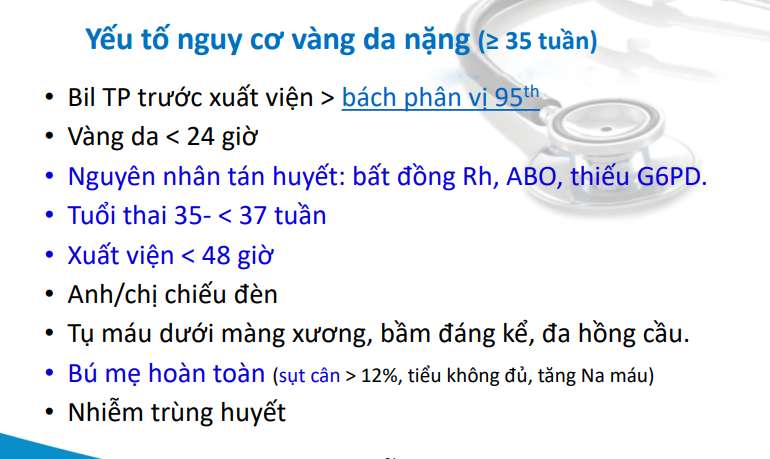 Yếu tố nguy cơ vàng da nặng (≥ 35 tuần)
• Bil TP trước xuất viện > bách phân vị 95th
• Vàng da < 24 giờ
• Nguyên nhân tán huyết: bất đồng Rh, ABO, thiếu G6PD.
• Tuổi thai 35- < 37 tuần
• Xuất viện < 48 giờ
• Anh/chị chiếu đèn
• Tụ máu dưới màng xương, bầm đáng kể, đa hồng cầu.
• Bú mẹ hoàn toàn (sụt cân > 12%, tiểu không đủ, tăng Na máu)
• Nhiễm trùng huyết